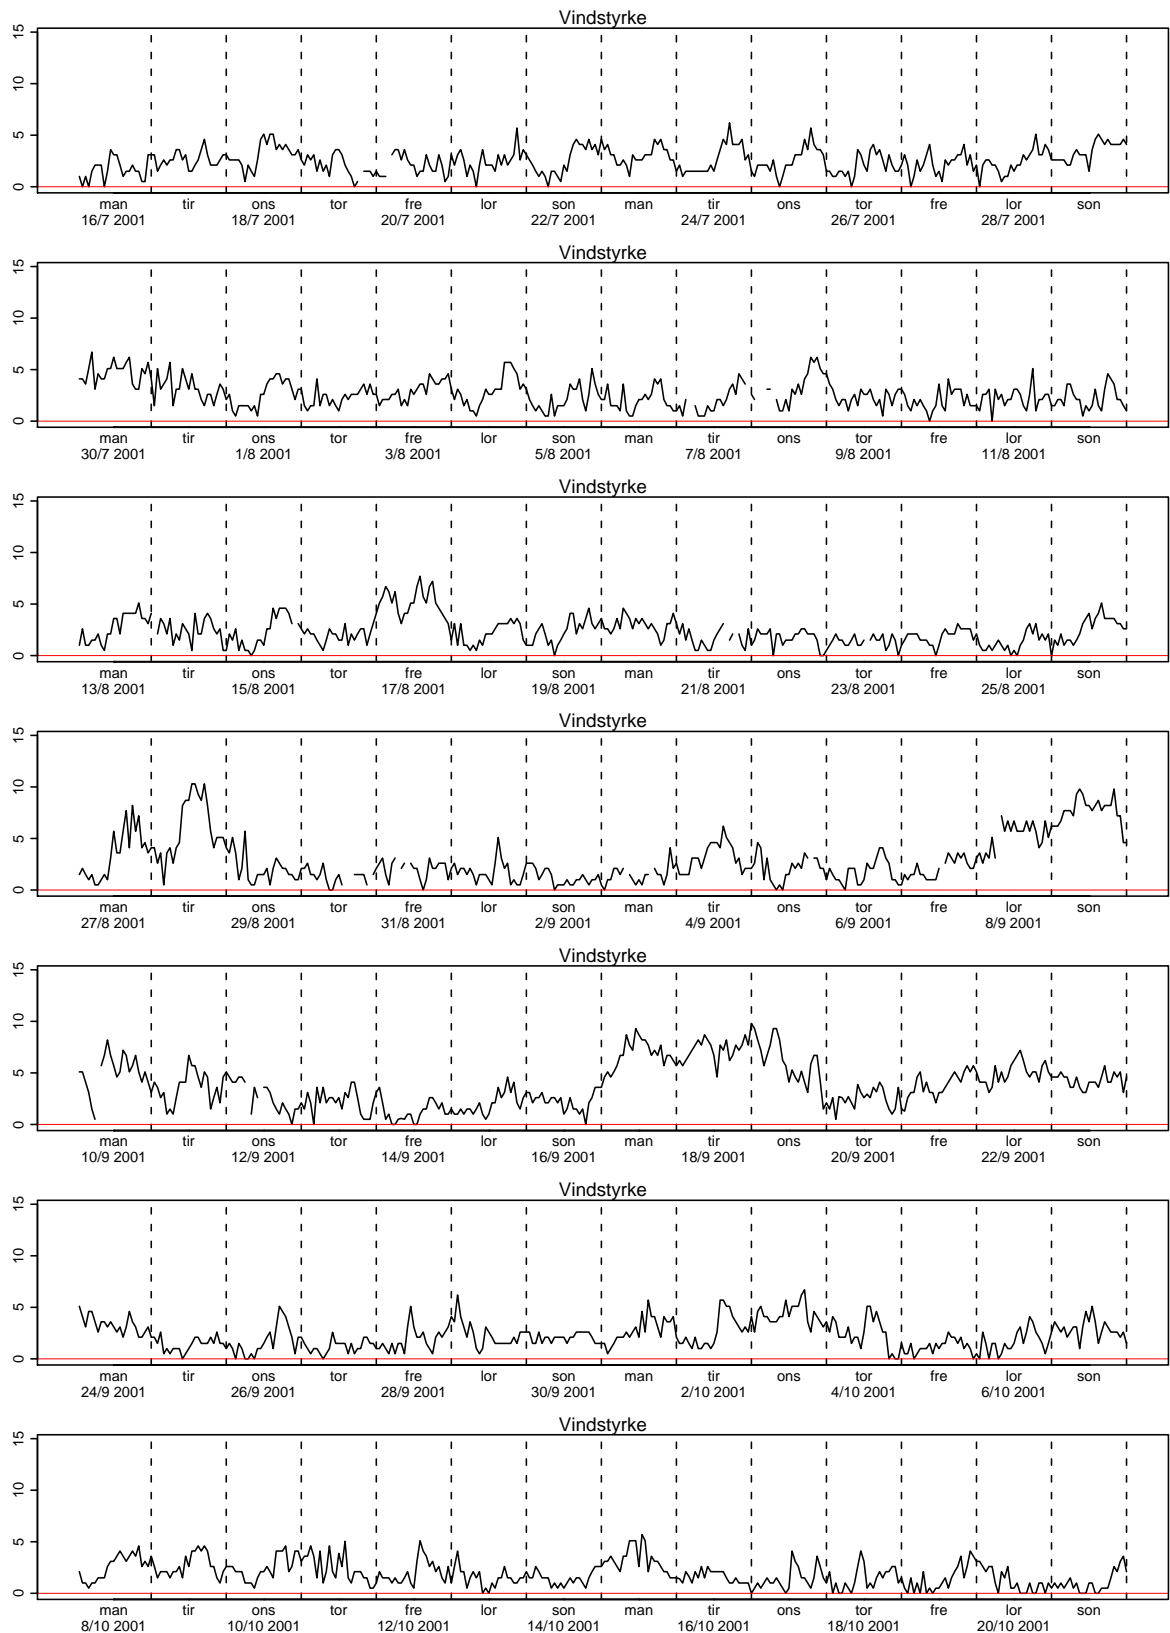 Vindstyrke
15
10
5
0
man tir ons tor fre lor son man tir ons tor fre lor son
16/7 2001 18/7 2001 20/7 2001 22/7 2001 24/7 2001 26/7 2001 28/7 2001
Vindstyrke
15
10
5
0
man tir ons tor fre lor son man tir ons tor fre lor son
30/7 2001 1/8 2001 3/8 2001 5/8 2001 7/8 2001 9/8 2001 11/8 2001
Vindstyrke
15
10
5
0
man tir ons tor fre lor son man tir ons tor fre lor son
13/8 2001 15/8 2001 17/8 2001 19/8 2001 21/8 2001 23/8 2001 25/8 2001
Vindstyrke
15
10
5
0
man tir ons tor fre lor son man tir ons tor fre lor son
27/8 2001 29/8 2001 31/8 2001 2/9 2001 4/9 2001 6/9 2001 8/9 2001
Vindstyrke
15
10
5
0
man tir ons tor fre lor son man tir ons tor fre lor son
10/9 2001 12/9 2001 14/9 2001 16/9 2001 18/9 2001 20/9 2001 22/9 2001
Vindstyrke
15
10
5
0
man tir ons tor fre lor son man tir ons tor fre lor son
24/9 2001 26/9 2001 28/9 2001 30/9 2001 2/10 2001 4/10 2001 6/10 2001
Vindstyrke
15
10
5
0
man tir ons tor fre lor son man tir ons tor fre lor son
8/10 2001 10/10 2001 12/10 2001 14/10 2001 16/10 2001 18/10 2001 20/10 2001